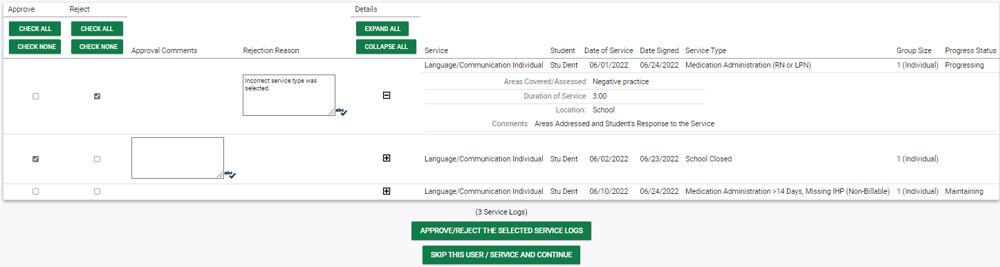 Approve Reject Details
CHECK ALL CHECK ALL EXPAND ALL
CHECK NONE CHECK NONE Approval Comments Rejection Reason COLLAPSE ALL Service Student Date of Service Date Signed Service Type Group Size Progress Status
Language/Communication Individual Stu Dent 06/01/2022 06/24/2022 Medication Administration (RN or LPN) 1 (Individual) Progressing
Incorrect service type was
selected.
abc
Areas Covered/Assessed Negative practice
Duration of Service 3:00
Location: School
Comments Areas Addressed and Student's Response to the Service
abc
Language/Communication Individual Stu Dent 06/02/2022 06/23/2022 School Closed 1 (Individual)
Language/Communication Individual Stu Dent 06/10/2022 06/24/2022 Medication Administration >14 Days, Missing IHP (Non-Billable) 1 (Individual) Maintaining
(3 Service Logs)
APPROVE/REJECT THE SELECTED SERVICE LOGS
SKIP THIS USER / SERVICE AND CONTINUE